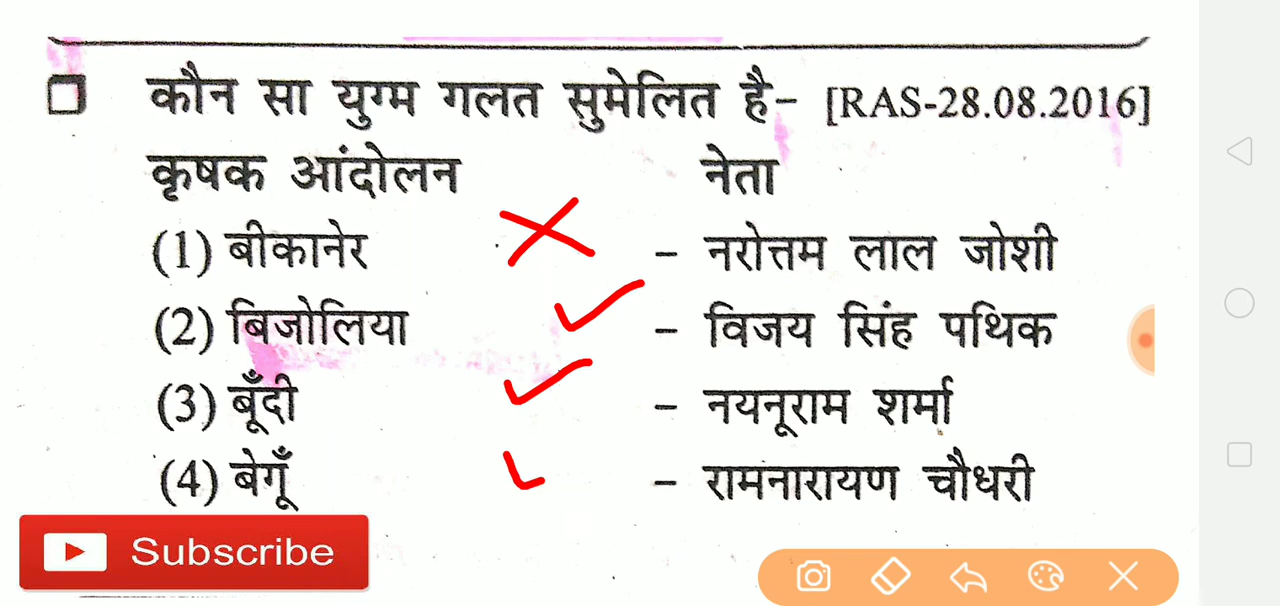 कौन सा युग्म गलत सुमेलित है- [RAS-28.08.2016]
कृषक आंदोलन नेता
(1) बीकानेर - नरोत्तम लाल जोशी
(2) बिजोलिया - विजय सिंह पथिक
(3) बूँदी - नयनूराम शर्मा
(4) बेगूँ - रामनारायण चौधरी
Subscribe